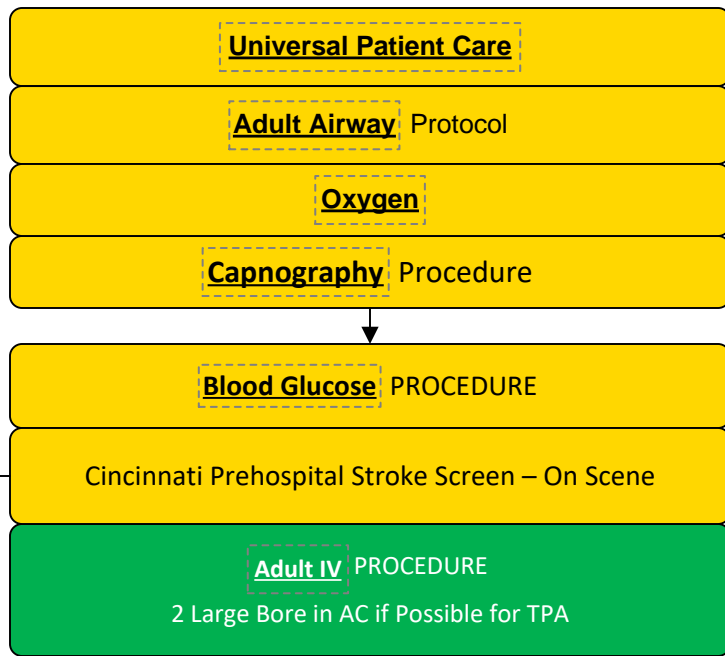 Universal Patient Care
Adult Airway Protocol
Oxygen
Capnography Procedure
Blood Glucose PROCEDURE
Cincinnati Prehospital Stroke Screen – On Scene
Adult IV PROCEDURE
2 Large Bore in AC if Possible for TPA